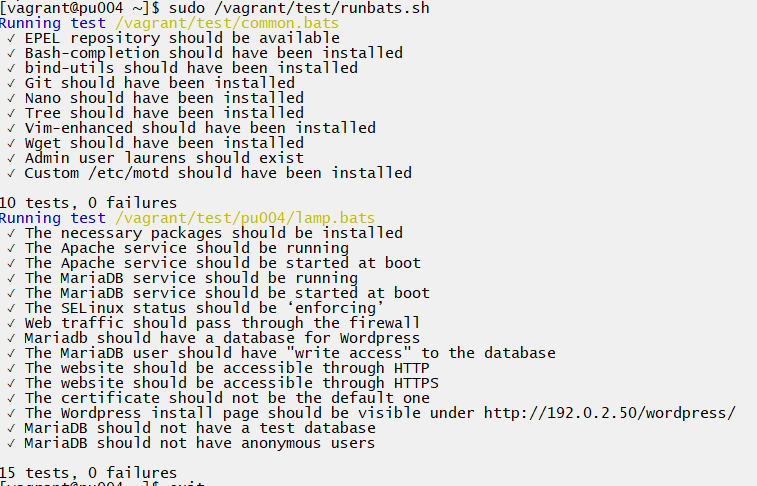 [vagrant@pu004 ~]$ sudo /vagrant/test/runbats.sh
Running test /vagrant/test/common.bats
✓ EPEL repository should be available
✓ Bash-completion should have been installed
✓ bind-utils should have been installed
✓ Git should have been installed
✓ Nano should have been installed
✓ Tree should have been installed
✓ Vim-enhanced should have been installed
✓ Wget should have been installed
✓ Admin user laurens should exist
✓ Custom /etc/motd should have been installed
10 tests, 0 failures
Running test /vagrant/test/pu004/lamp.bats
✓ The necessary packages should be installed
✓ The Apache service should be running
✓ The Apache service should be started at boot
✓ The MariaDB service should be running
✓ The MariaDB service should be started at boot
✓ The SELinux status should be ‘enforcing’
✓ Web traffic should pass through the firewall
✓ Mariadb should have a database for Wordpress
✓ The MariaDB user should have "write access" to the database
✓ The website should be accessible through HTTP
✓ The website should be accessible through HTTPS
✓ The certificate should not be the default one
✓ The Wordpress install page should be visible under http://192.0.2.50/wordpress/
✓ MariaDB should not have a test database
✓ MariaDB should not have anonymous users
15 tests, 0 failures
[vagrant@pu004 ~]$ exit